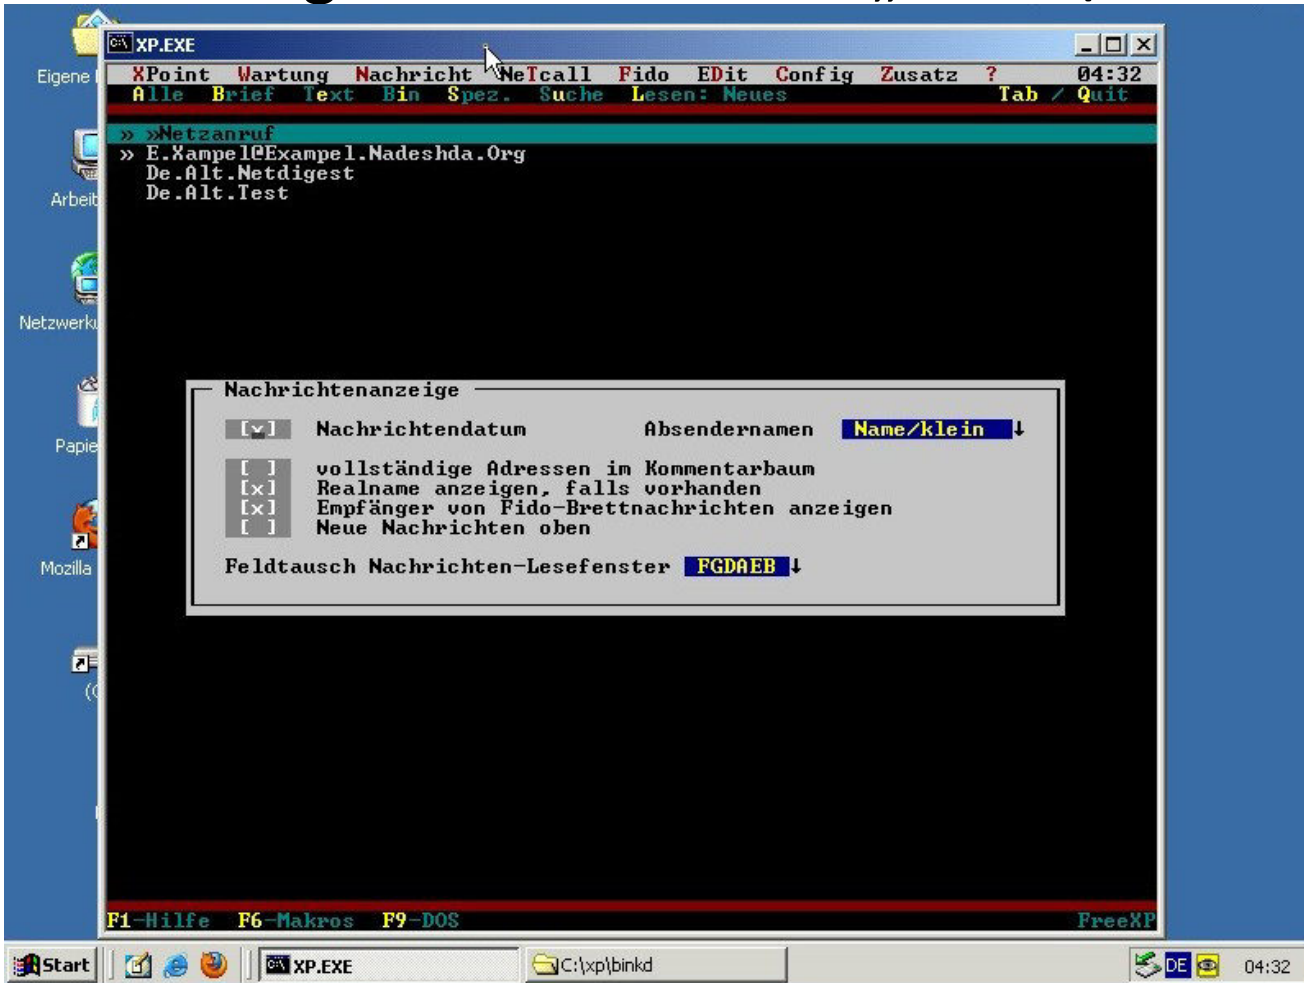 XP.EXE
Eigene
XPoint Wartung Nachricht NeTcall Fido EDit Config Zusatz ? 04:32
Alle Brief Text Bin Spez. Suche Lesen: Neues Tab / Quit
» »Netzanruf
» E.Xampel@Exampel.Nadeshda.Org
De.Alt.Netdigest
De.Alt.Test
Arbeit
Netzwerku
Papie
Mozilla
(C
Nachrichtenanzeige
[x] Nachrichtendatum Absendernamen Name/klein ↓
[ ] vollständige Adressen im Kommentarbaum
[x] Realname anzeigen, falls vorhanden
[x] Empfänger von Fido-Brettnachrichten anzeigen
[ ] Neue Nachrichten oben
Feldtausch Nachrichten-Lesefenster FGDAEB ↓
F1-Hilfe F6-Makros F9-DOS FreeXP
Start XP.EXE C:\xp\binkd DE 04:32